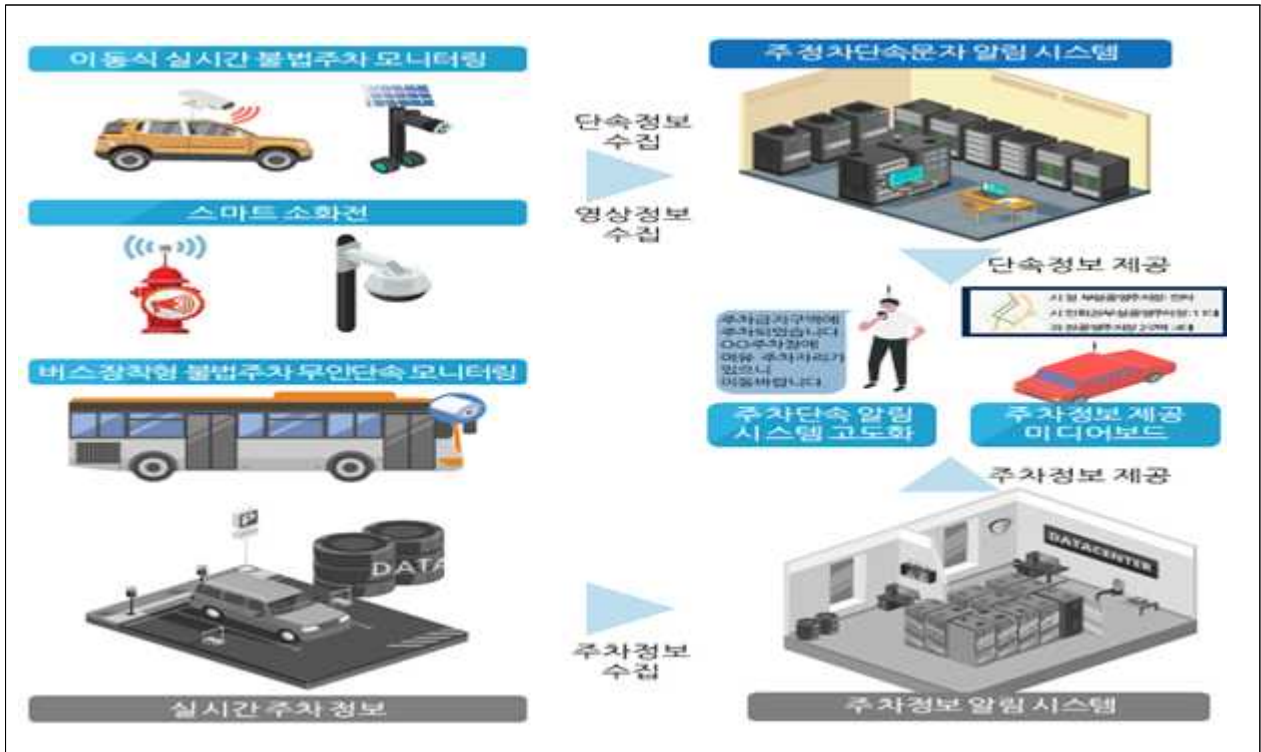 이동식 실시간 불법주차 모니터링
주정차단속문자 알림 시스템
단속정보
수집
영상정보
수집
스마트 소화전
단속정보 제공
주차금지구역에
주차되었습니다
OO주차장에
여유 주차자리가
있으니
이동바랍니다.
버스장착형 불법주차 무인단속 모니터링
주차단속 알림
시스템 고도화
주차정보 제공
미디어보드
주차정보 제공
P
DATA
DATACENTER
주차정보
수집
실시간 주차 정보
주차정보 알림 시스템